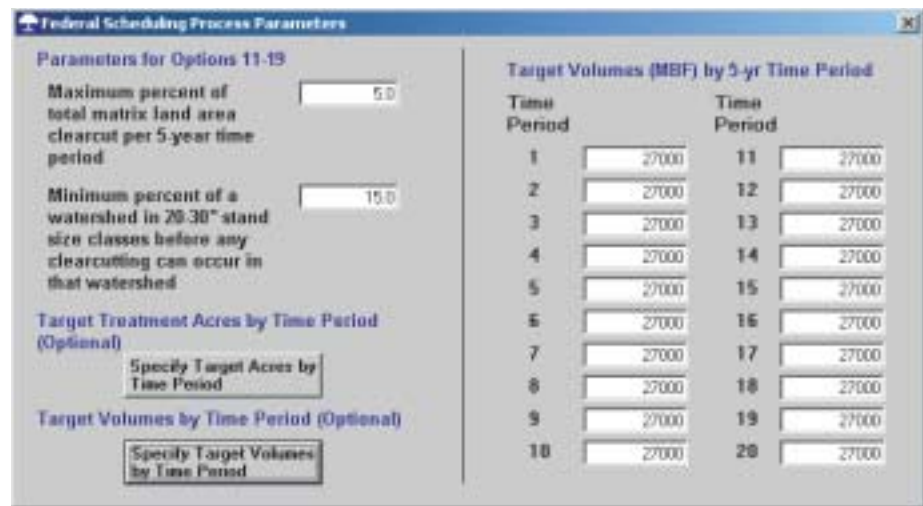 Federal Scheduling Process Parameters
Parameters for Options 11-19
Maximum percent of
total matrix land area
clearcut per 5-year time
period
5.0
Minimum percent of a
watershed in 20-30" stand
size classes before any
clearcutting can occur in
that watershed
15.0
Target Treatment Acres by Time Period
(Optional)
Specify Target Acres by
Time Period
Target Volumes by Time Period (Optional)
Specify Target Volumes
by Time Period
Target Volumes (MBF) by 5-yr Time Period
Time Period Time Period
1 27000 11 27000
2 27000 12 27000
3 27000 13 27000
4 27000 14 27000
5 27000 15 27000
6 27000 16 27000
7 27000 17 27000
8 27000 18 27000
9 27000 19 27000
10 27000 20 27000